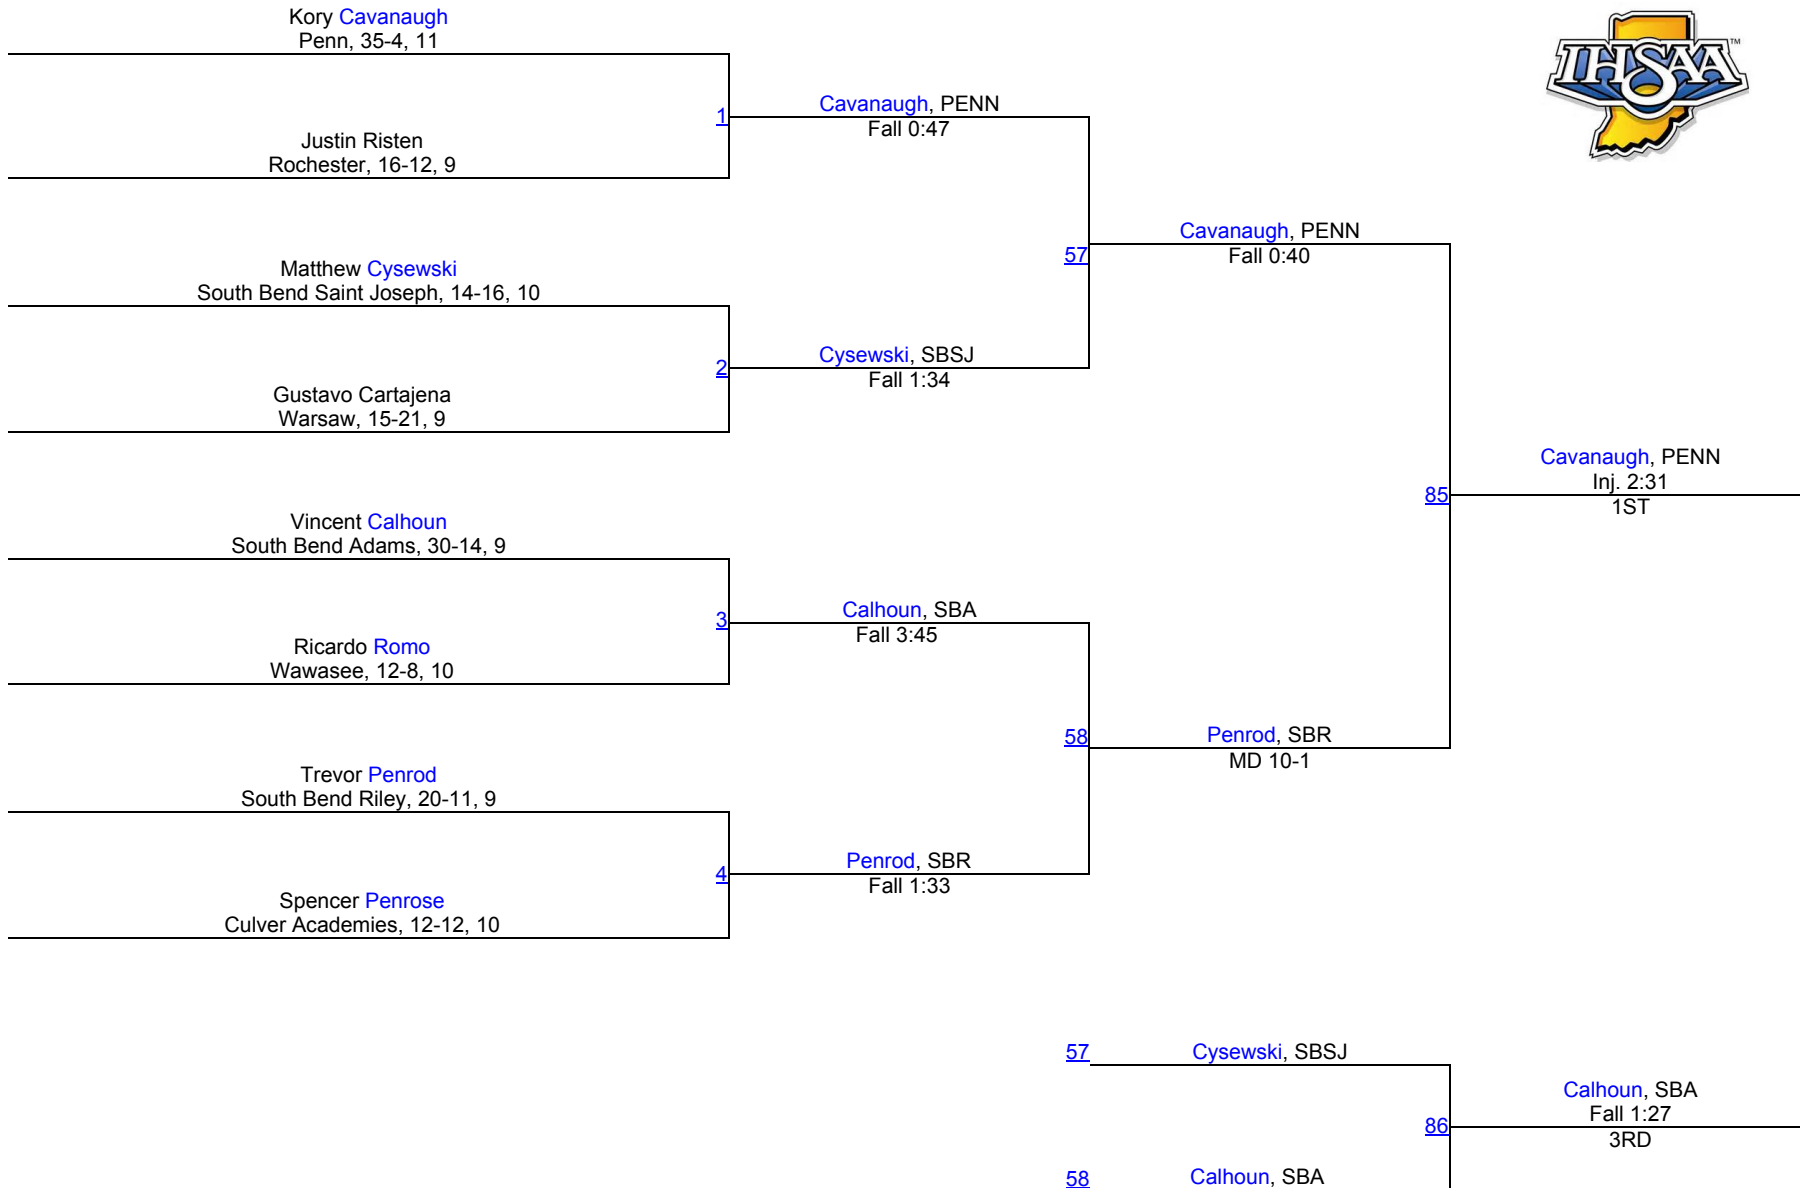 Kory Cavanaugh
Penn, 35-4, 11
IHSAA™
1
Cavanaugh, PENN
Fall 0:47
Justin Risten
Rochester, 16-12, 9
57
Cavanaugh, PENN
Fall 0:40
Matthew Cysewski
South Bend Saint Joseph, 14-16, 10
2
Cysewski, SBSJ
Fall 1:34
Gustavo Cartajena
Warsaw, 15-21, 9
85
Cavanaugh, PENN
Inj. 2:31
1ST
Vincent Calhoun
South Bend Adams, 30-14, 9
3
Calhoun, SBA
Fall 3:45
Ricardo Romo
Wawasee, 12-8, 10
58
Penrod, SBR
MD 10-1
Trevor Penrod
South Bend Riley, 20-11, 9
4
Penrod, SBR
Fall 1:33
Spencer Penrose
Culver Academies, 12-12, 10
57
Cysewski, SBSJ
86
Calhoun, SBA
Fall 1:27
3RD
58
Calhoun, SBA